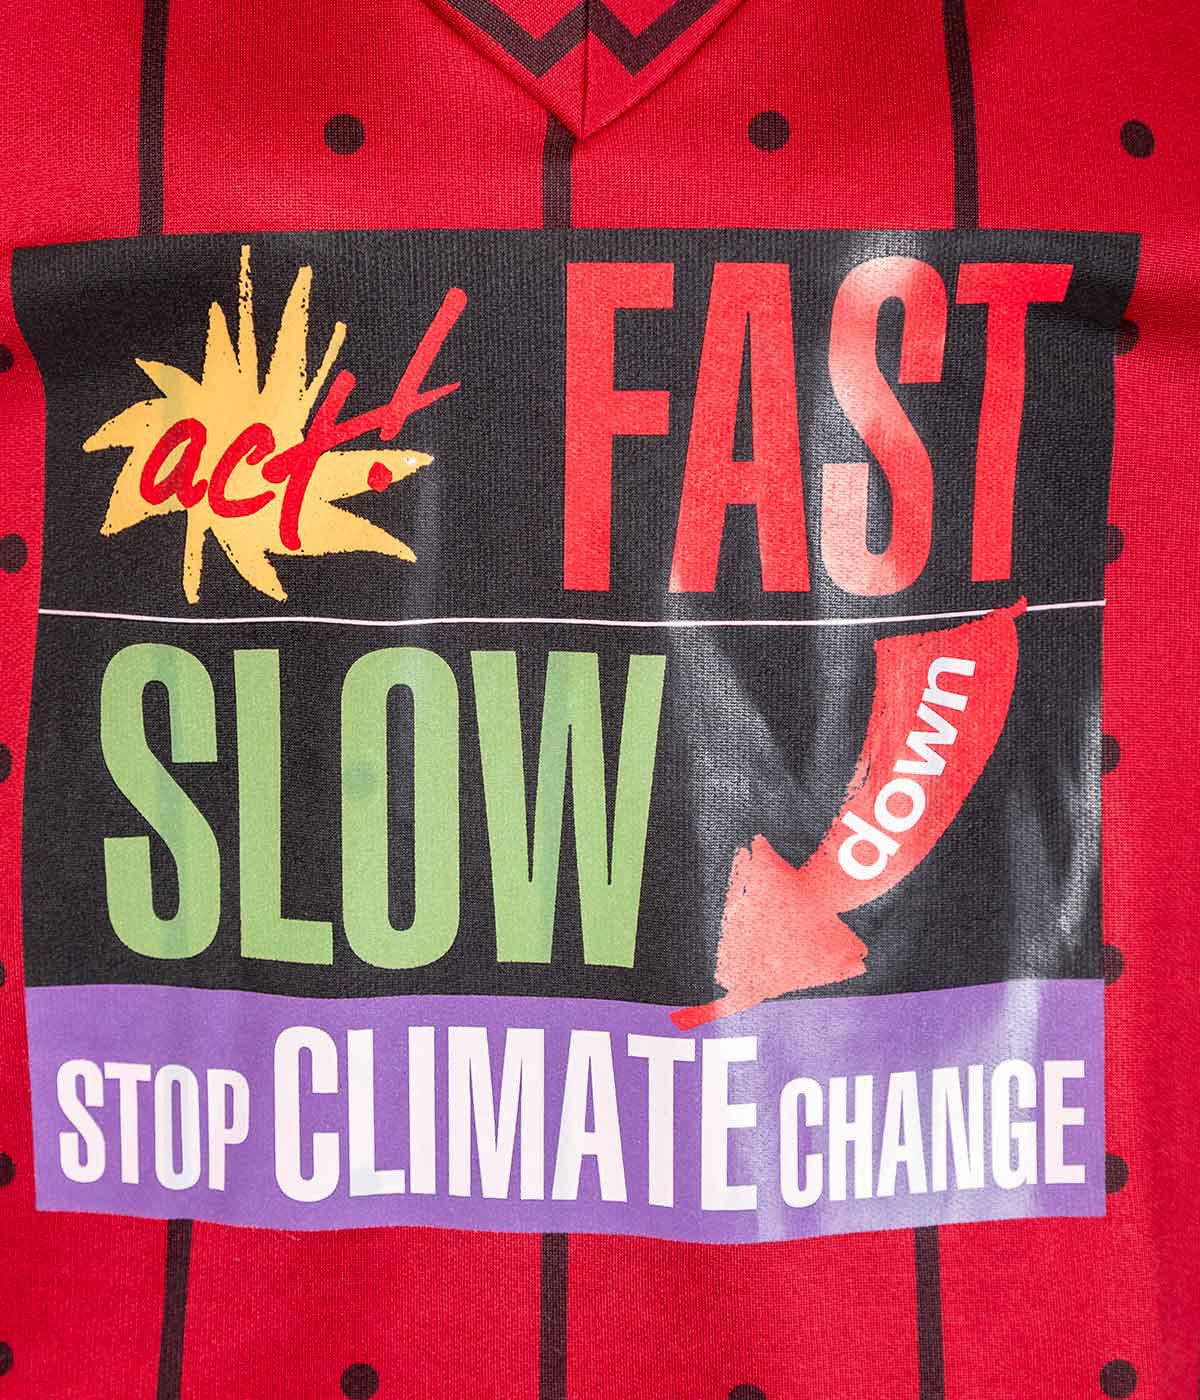 act! FAST
SLOW down
STOP CLIMATE CHANGE